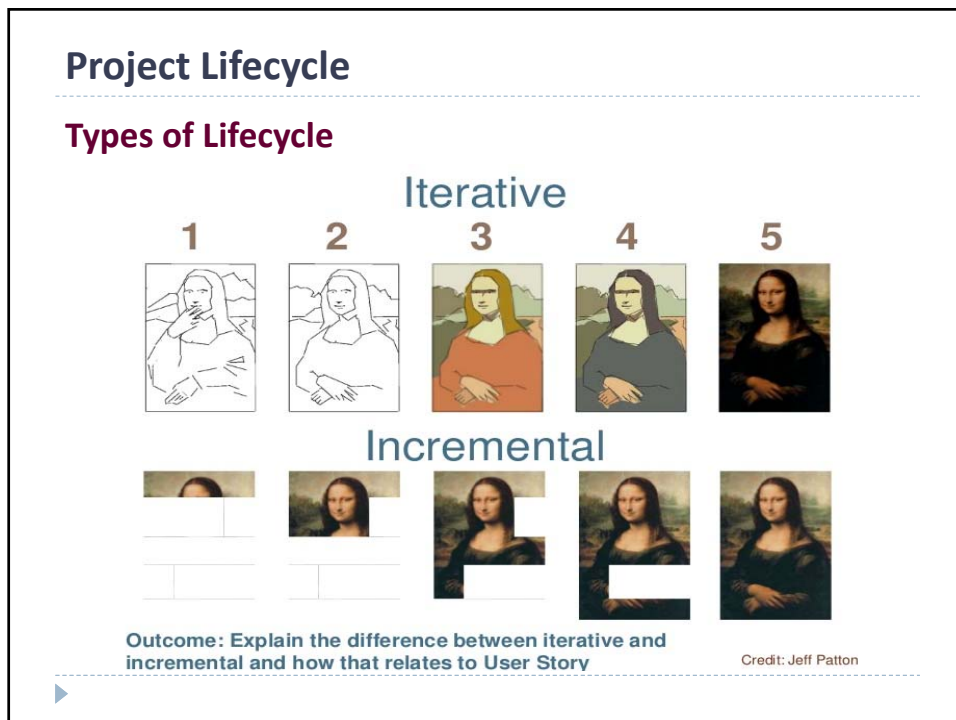 Project Lifecycle
Types of Lifecycle
Iterative
1 2 3 4 5
Incremental
Outcome: Explain the difference between iterative and
incremental and how that relates to User Story
Credit: Jeff Patton